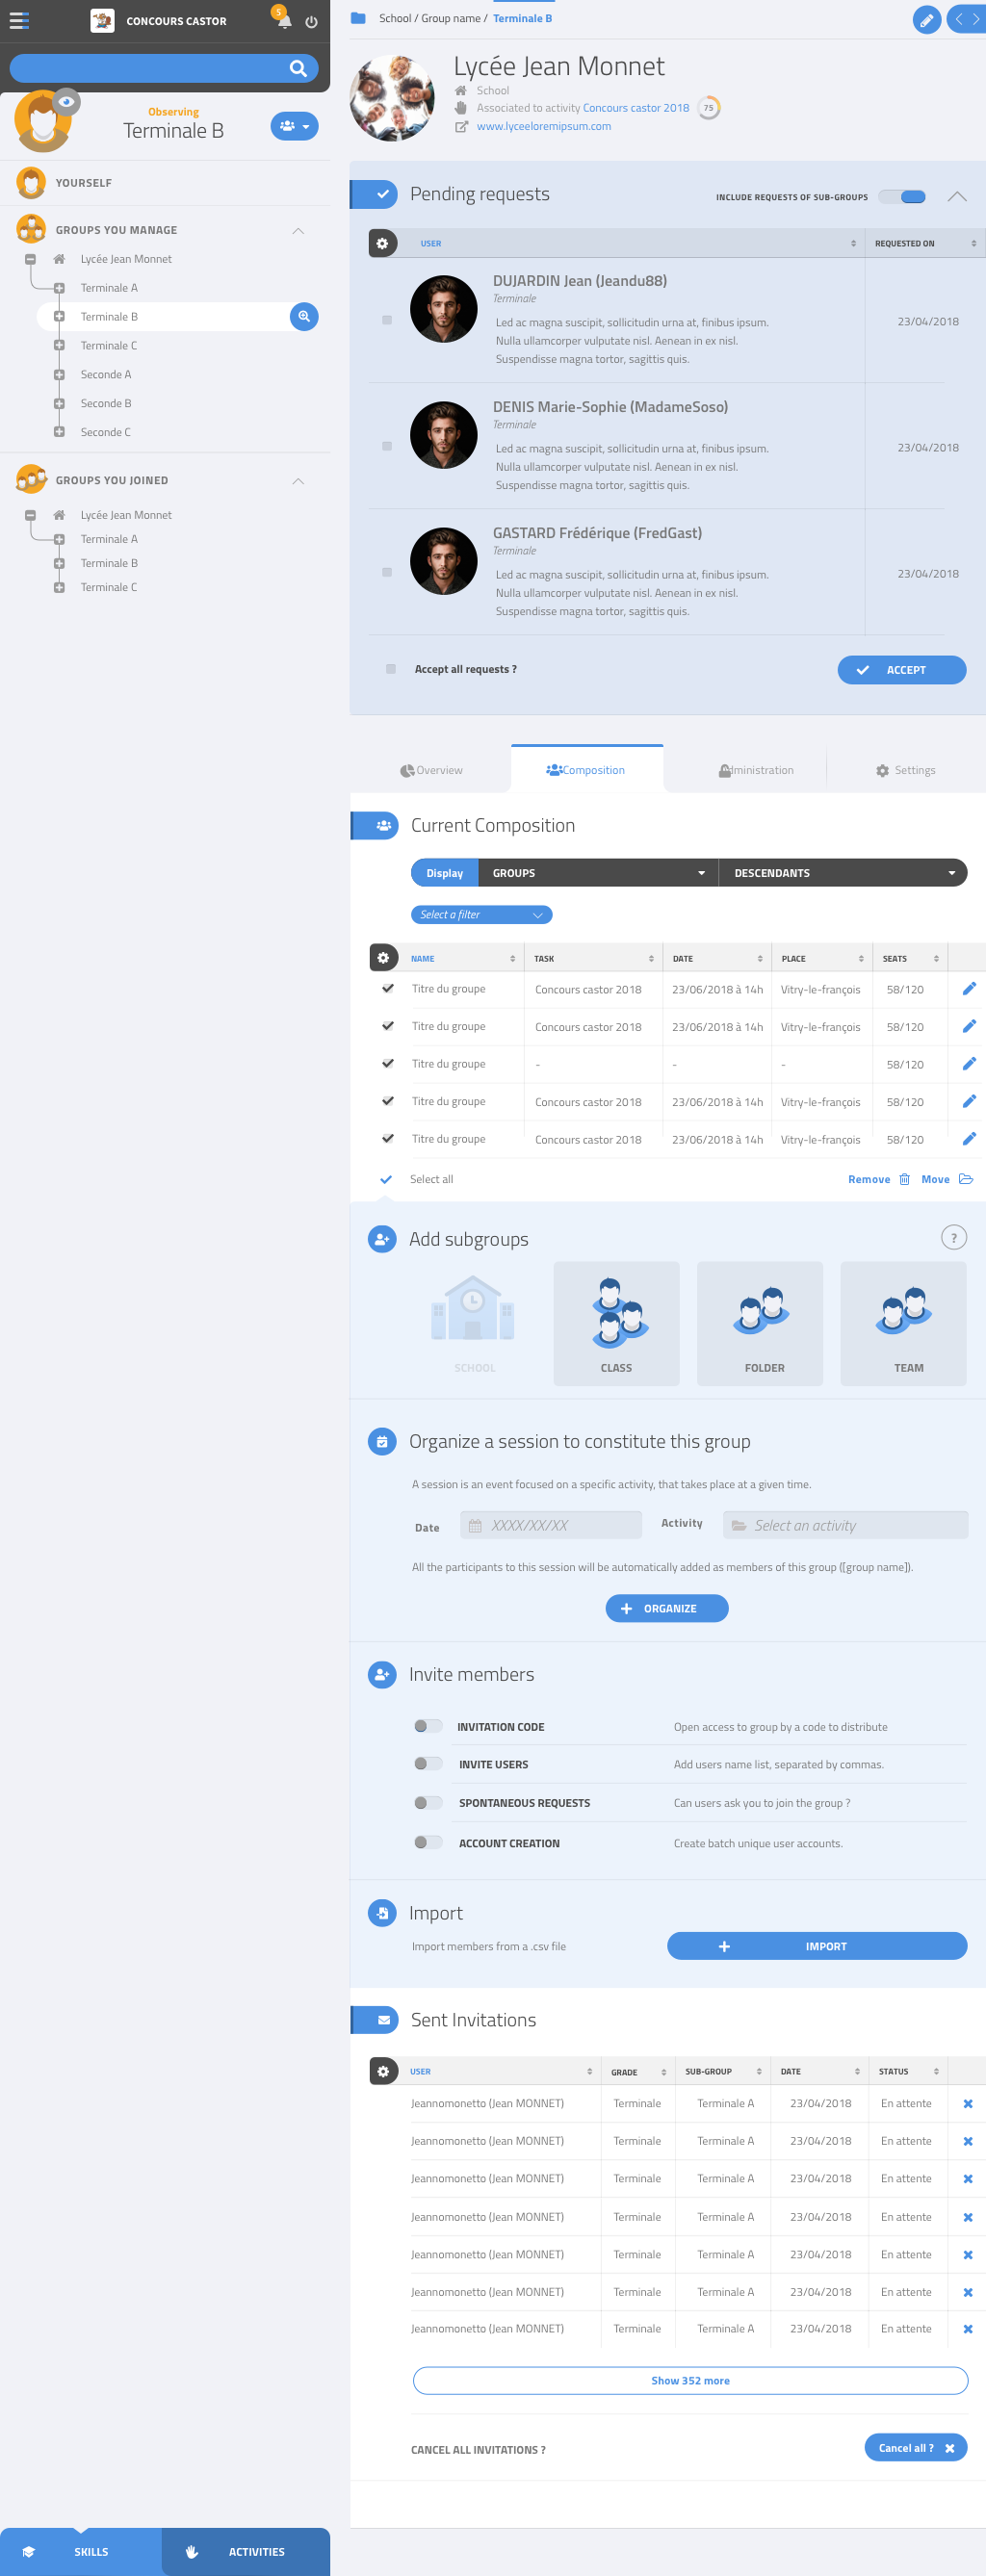 CONCOURS CASTOR
5
Observing
Terminale B
YOURSELF
GROUPS YOU MANAGE
Lycée Jean Monnet
Terminale A
Terminale B
Terminale C
Seconde A
Seconde B
Seconde C
GROUPS YOU JOINED
Lycée Jean Monnet
Terminale A
Terminale B
Terminale C
SKILLS
ACTIVITIES
School / Group name / Terminale B
Lycée Jean Monnet
School
Associated to activity Concours castor 2018 75
www.lyceeloremipsum.com
Pending requests
INCLUDE REQUESTS OF SUB-GROUPS
USER REQUESTED ON
DUJARDIN Jean (Jeandu88)
Terminale
Led ac magna suscipit, sollicitudin urna at, finibus ipsum.
Nulla ullamcorper vulputate nisl. Aenean in ex nisl.
Suspendisse magna tortor, sagittis quis.
23/04/2018
DENIS Marie-Sophie (MadameSoso)
Terminale
Led ac magna suscipit, sollicitudin urna at, finibus ipsum.
Nulla ullamcorper vulputate nisl. Aenean in ex nisl.
Suspendisse magna tortor, sagittis quis.
23/04/2018
GASTARD Frédérique (FredGast)
Terminale
Led ac magna suscipit, sollicitudin urna at, finibus ipsum.
Nulla ullamcorper vulputate nisl. Aenean in ex nisl.
Suspendisse magna tortor, sagittis quis.
23/04/2018
Accept all requests ?
ACCEPT
Overview Composition dministration Settings
Current Composition
Display GROUPS DESCENDANTS
Select a filter
NAME TASK DATE PLACE SEATS
Titre du groupe Concours castor 2018 23/06/2018 à 14h Vitry-le-françois 58/120
Titre du groupe Concours castor 2018 23/06/2018 à 14h Vitry-le-françois 58/120
Titre du groupe - - - 58/120
Titre du groupe Concours castor 2018 23/06/2018 à 14h Vitry-le-françois 58/120
Titre du groupe Concours castor 2018 23/06/2018 à 14h Vitry-le-françois 58/120
Select all Remove Move
Add subgroups ?
SCHOOL CLASS FOLDER TEAM
Organize a session to constitute this group
A session is an event focused on a specific activity, that takes place at a given time.
Date XXXX/XX/XX Activity Select an activity
All the participants to this session will be automatically added as members of this group ([group name]).
ORGANIZE
Invite members
INVITATION CODE Open access to group by a code to distribute
INVITE USERS Add users name list, separated by commas.
SPONTANEOUS REQUESTS Can users ask you to join the group ?
ACCOUNT CREATION Create batch unique user accounts.
Import
Import members from a .csv file IMPORT
Sent Invitations
USER GRADE SUB-GROUP DATE STATUS
Jeannomonetto (Jean MONNET) Terminale Terminale A 23/04/2018 En attente
Jeannomonetto (Jean MONNET) Terminale Terminale A 23/04/2018 En attente
Jeannomonetto (Jean MONNET) Terminale Terminale A 23/04/2018 En attente
Jeannomonetto (Jean MONNET) Terminale Terminale A 23/04/2018 En attente
Jeannomonetto (Jean MONNET) Terminale Terminale A 23/04/2018 En attente
Jeannomonetto (Jean MONNET) Terminale Terminale A 23/04/2018 En attente
Jeannomonetto (Jean MONNET) Terminale Terminale A 23/04/2018 En attente
Show 352 more
CANCEL ALL INVITATIONS ? Cancel all ?